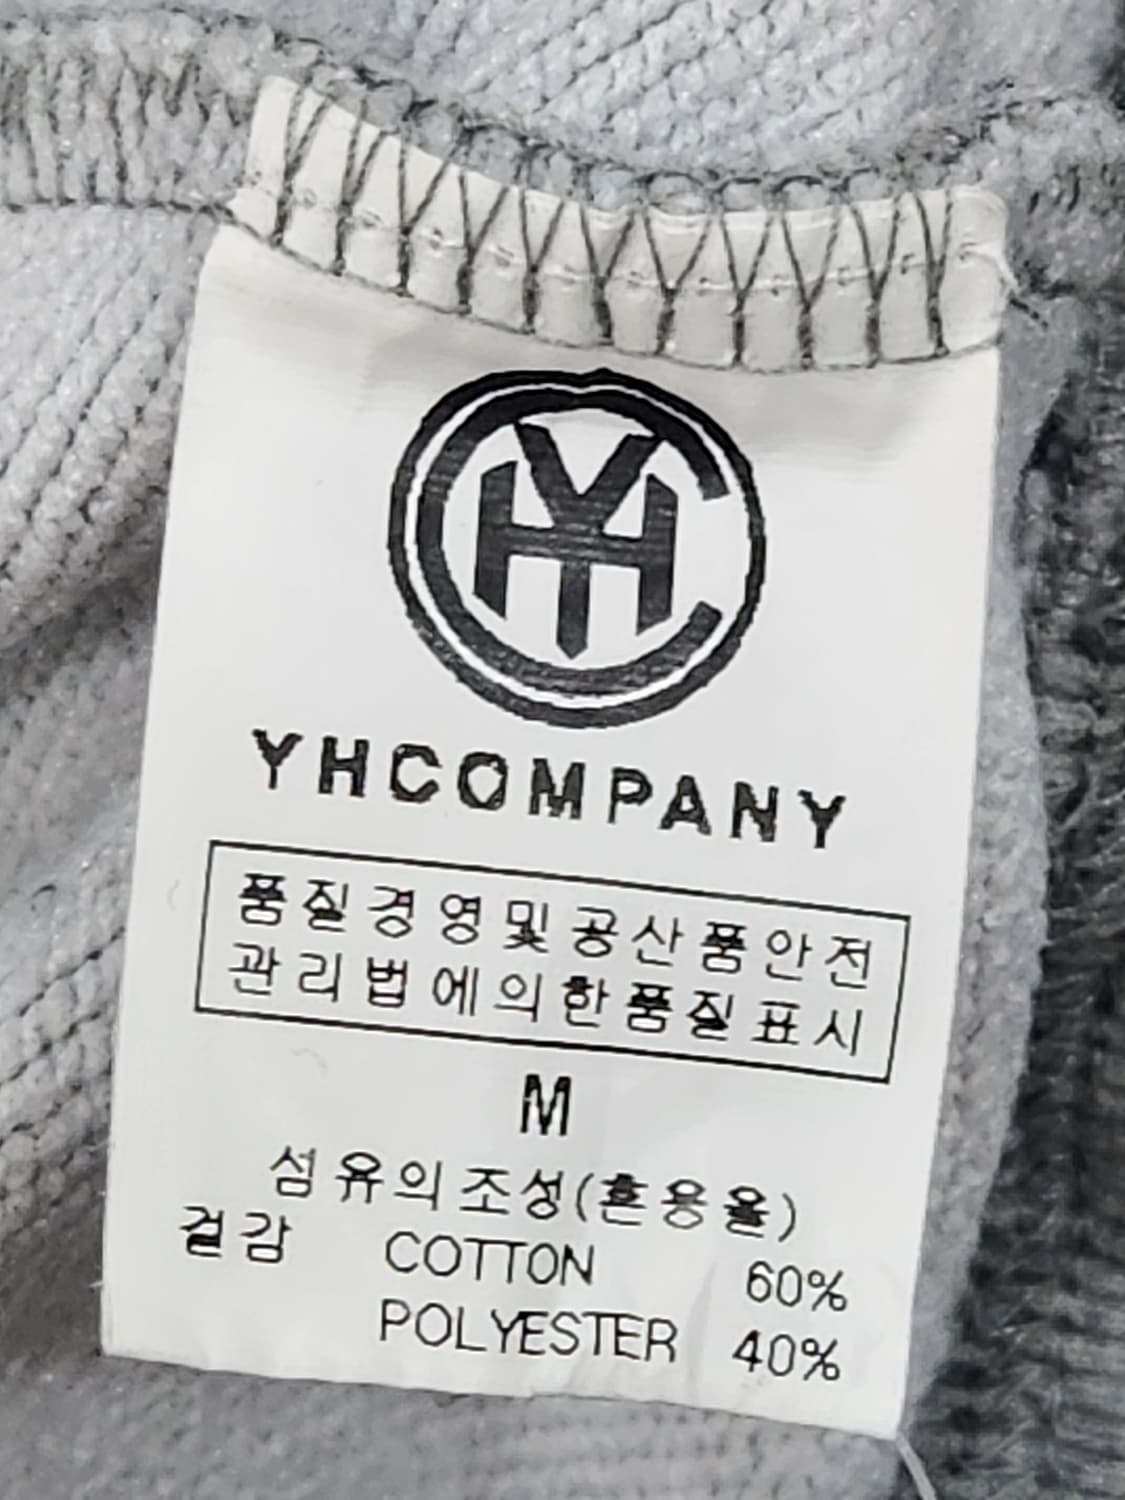 YHC
YHCOMPANY
품질경영및공산품안전
관리법에의한품질표시
M
섬유의조성(혼용율)
겉감 COTTON 60%
POLYESTER 40%